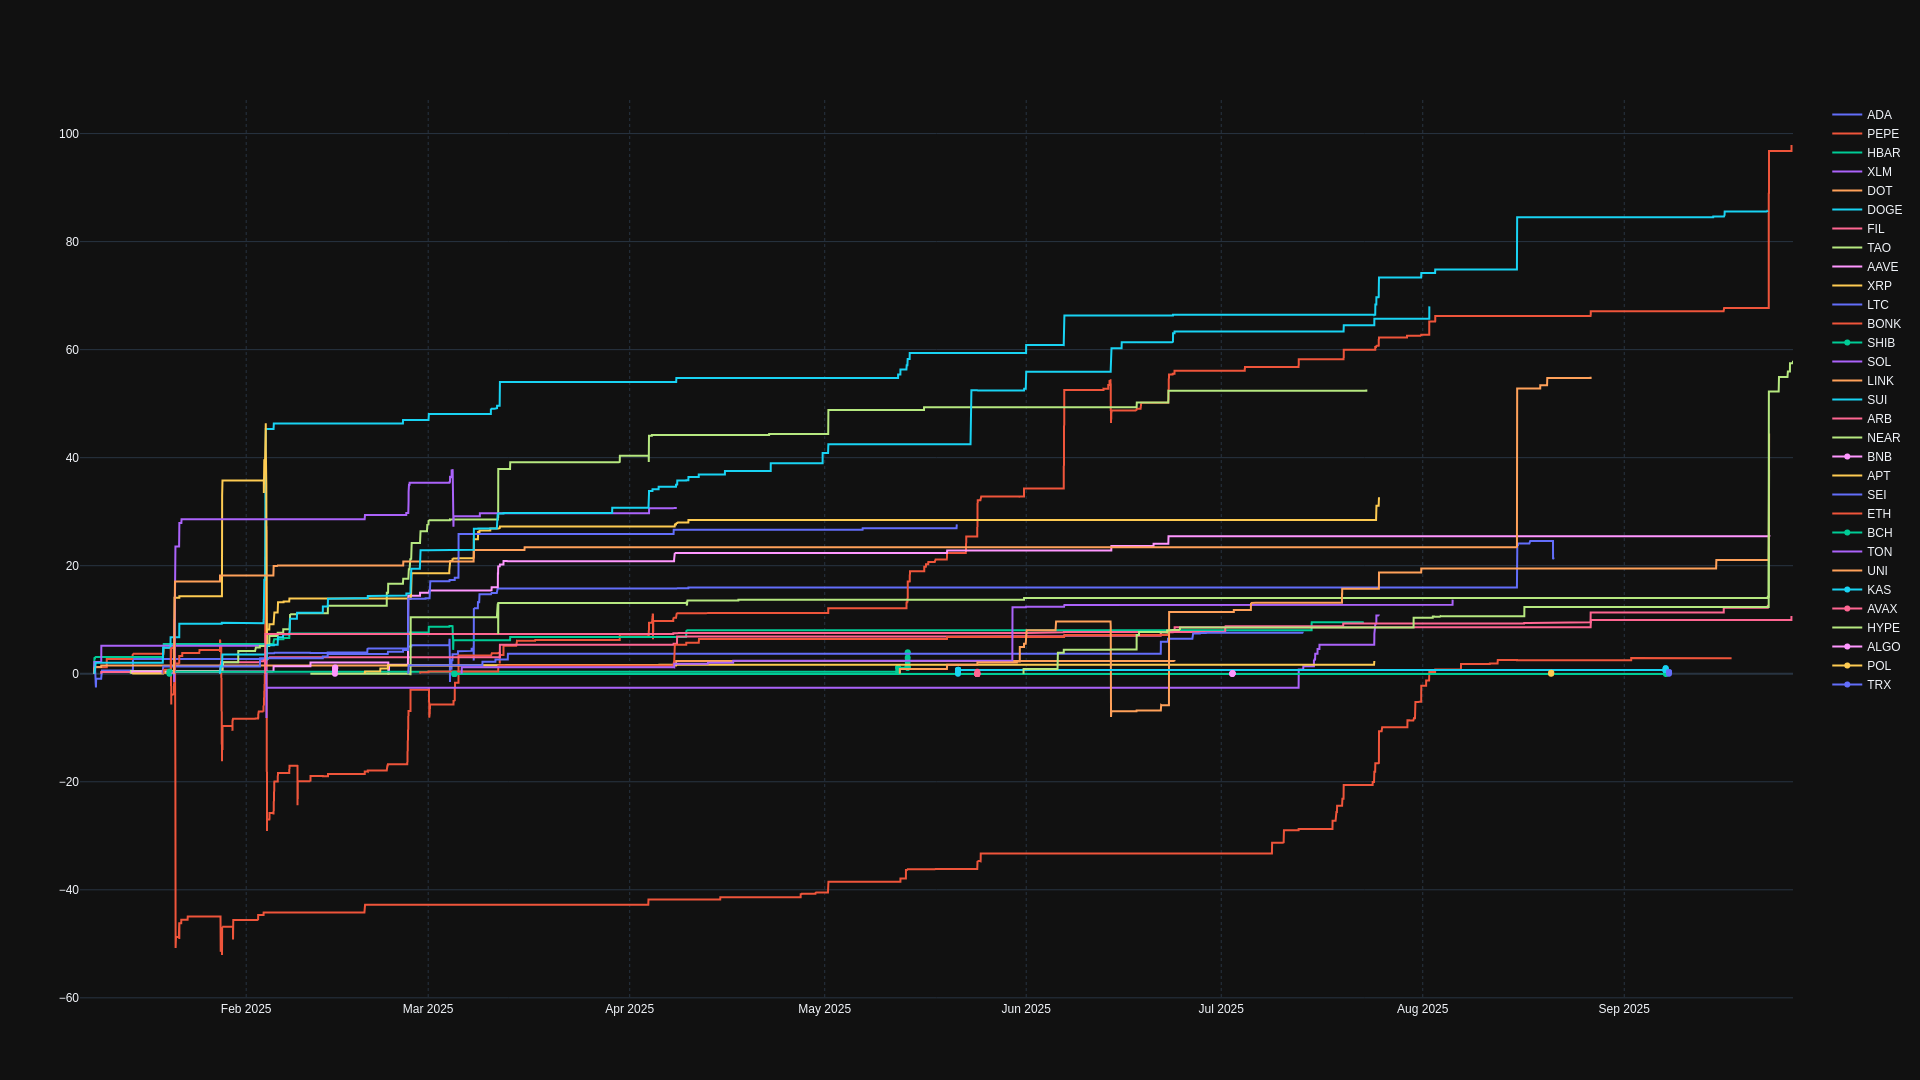 100
80
60
40
20
0
−20
−40
−60
Feb 2025
Mar 2025
Apr 2025
May 2025
Jun 2025
Jul 2025
Aug 2025
Sep 2025
ADA
PEPE
HBAR
XLM
DOT
DOGE
FIL
TAO
AAVE
XRP
LTC
BONK
SHIB
SOL
LINK
SUI
ARB
NEAR
BNB
APT
SEI
ETH
BCH
TON
UNI
KAS
AVAX
HYPE
ALGO
POL
TRX